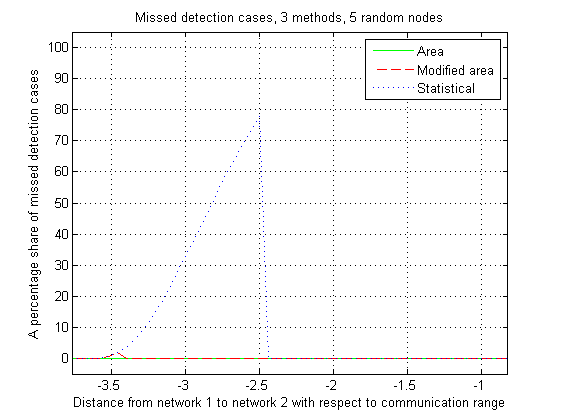 Missed detection cases, 3 methods, 5 random nodes
Area
Modified area
Statistical
A percentage share of missed detection cases
100
90
80
70
60
50
40
30
20
10
0
-3.5 -3 -2.5 -2 -1.5 -1
Distance from network 1 to network 2 with respect to communication range